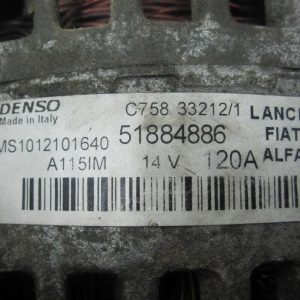 DENSO
Made in Italy
C758 33212/1
MS1012101640
51884886
A115IM 14 V 120A
LANC
FIAT
ALFA